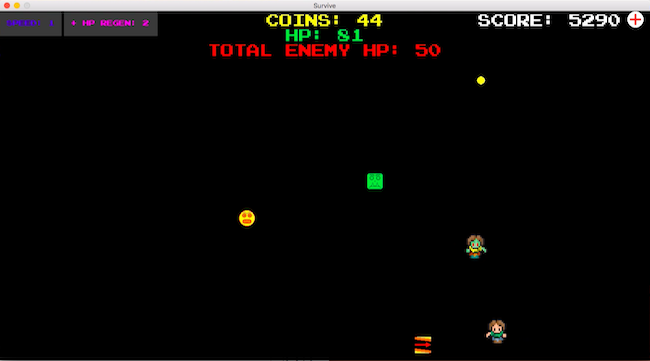 Survive
SPEED: 1
+ HP REGEN: 2
COINS: 44
SCORE: 5290
HP: 81
TOTAL ENEMY HP: 50